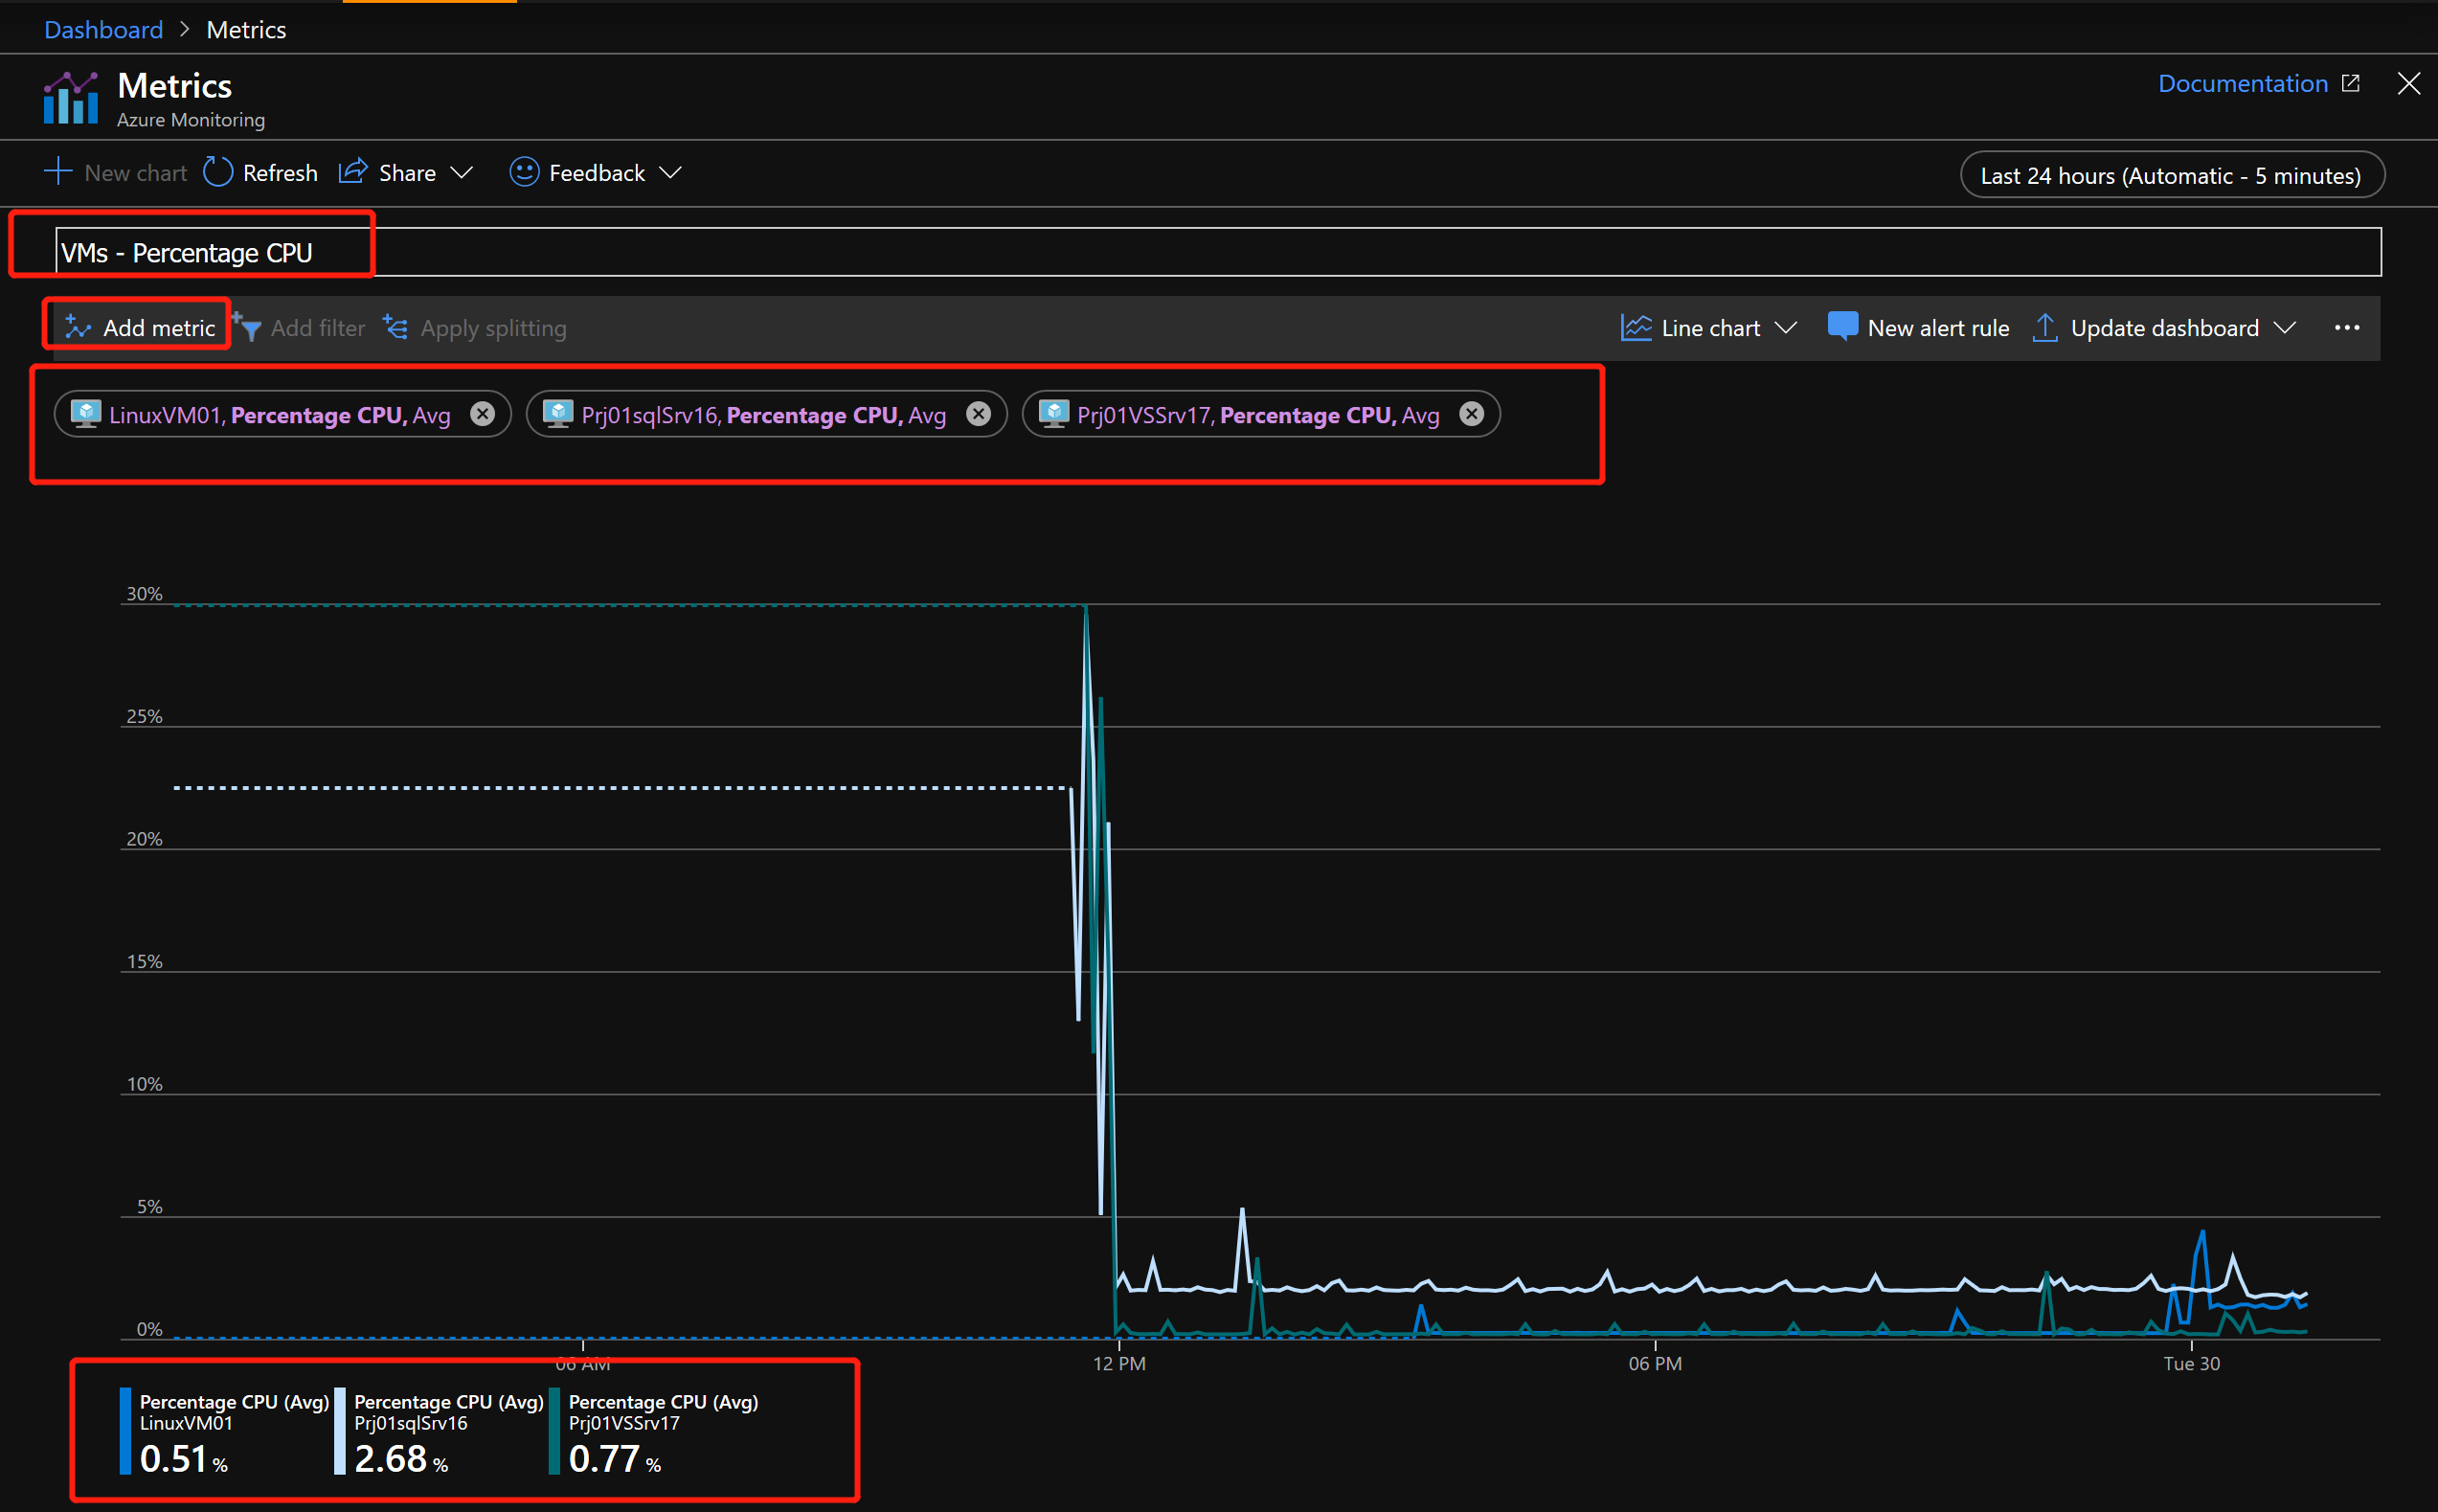 Dashboard > Metrics
Metrics
Documentation
Azure Monitoring
New chart Refresh Share Feedback
Last 24 hours (Automatic - 5 minutes)
VMs - Percentage CPU
Add metric Add filter Apply splitting Line chart New alert rule Update dashboard ...
LinuxVM01, Percentage CPU, Avg Prj01sqlSrv16, Percentage CPU, Avg Prj01VSSrv17, Percentage CPU, Avg
30%
25%
20%
15%
10%
5%
0%
06 AM 12 PM 06 PM Tue 30
Percentage CPU (Avg) Percentage CPU (Avg) Percentage CPU (Avg)
LinuxVM01 Prj01sqlSrv16 Prj01VSSrv17
0.51 % 2.68 % 0.77 %